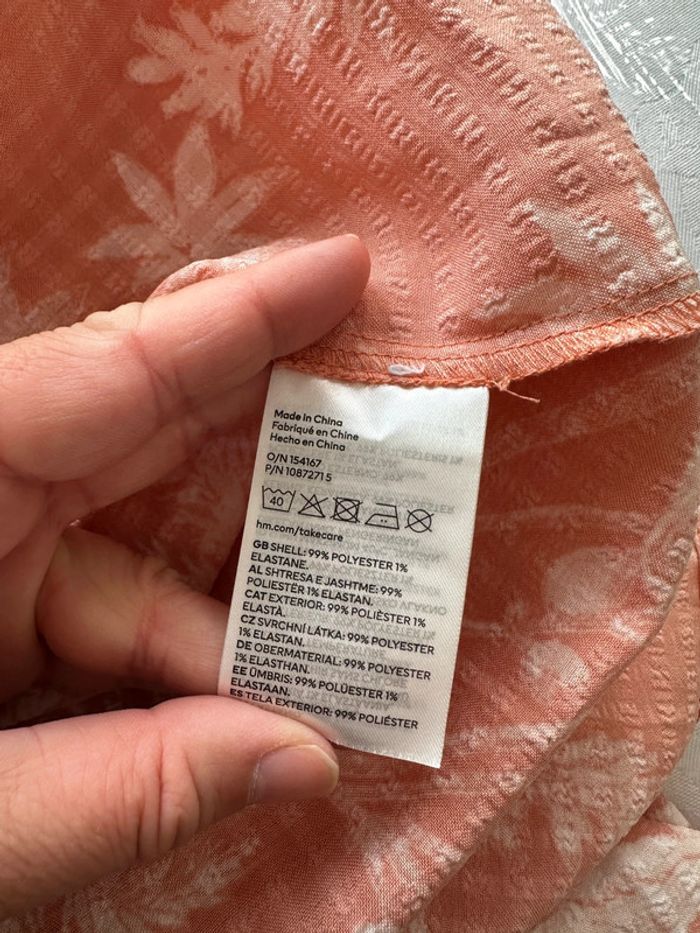 Made in China
Fabriqué en Chine
Hecho en China
O/N 154167
P/N 1087271 5
40
hm.com/takecare
GB SHELL: 99% POLYESTER 1%
ELASTANE.
AL SHTRESA E JASHTME: 99%
POLIESTËR 1% ELASTAN.
CAT EXTERIOR: 99% POLIÈSTER 1%
ELASTÀ.
CZ SVRCHNÍ LÁTKA: 99% POLYESTER
1% ELASTAN.
DE OBERMATERIAL: 99% POLYESTER
1% ELASTHAN.
EE ÜMBRIS: 99% POLÜESTER 1%
ELASTAAN.
ES TELA EXTERIOR: 99% POLIÉSTER